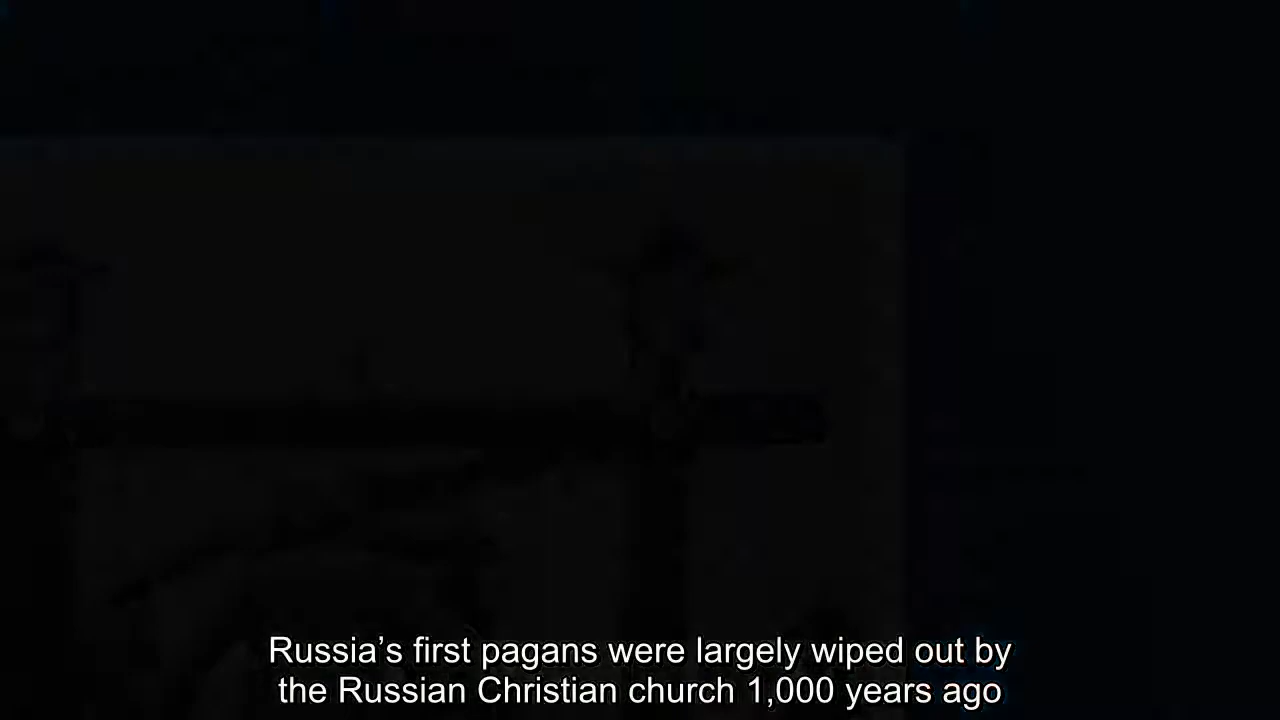 Russia’s first pagans were largely wiped out by
the Russian Christian church 1,000 years ago